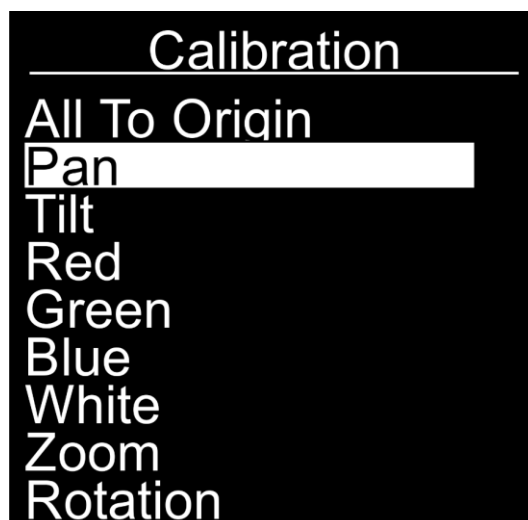 Calibration
All To Origin
Pan
Tilt
Red
Green
Blue
White
Zoom
Rotation